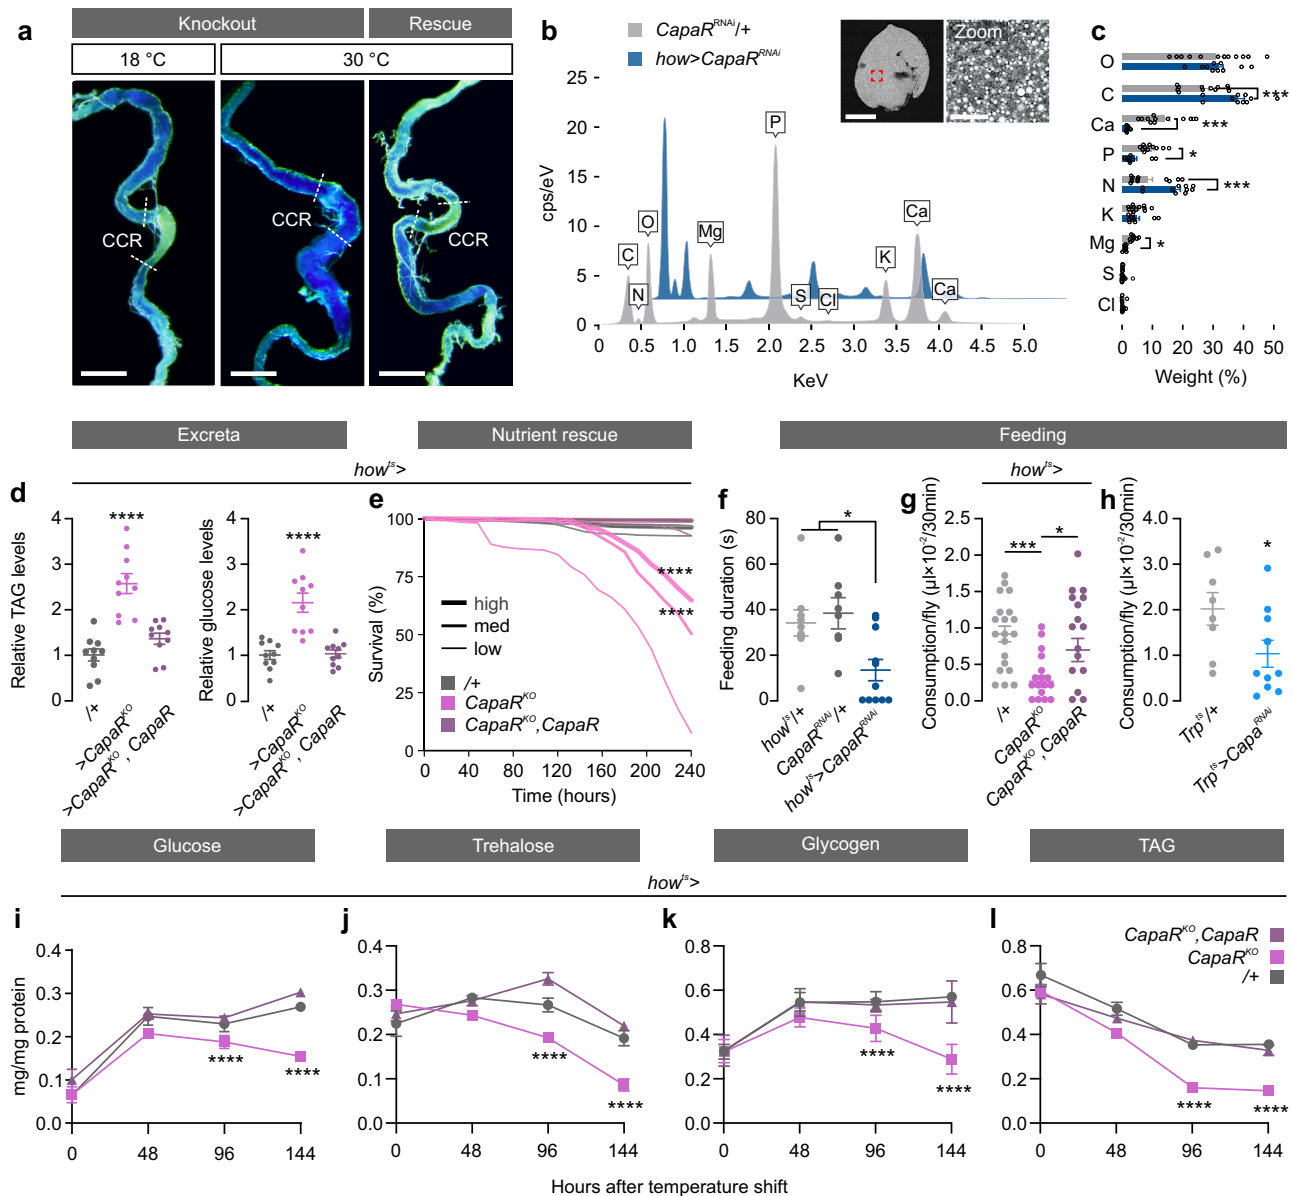 a
Knockout
Rescue
18 °C
30 °C
CCR
CCR
CCR
b
CapaR^RNAi/+
how>CapaR^RNAi
Zoom
cps/eV
25
20
15
10
5
0
C
N
O
Mg
P
S
Cl
K
Ca
Ca
0 0.5 1.0 1.5 2.0 2.5 3.0 3.5 4.0 4.5 5.0
KeV
c
O
C ***
Ca ***
P *
N ***
K
Mg *
S
Cl
0 10 20 30 40 50
Weight (%)
Excreta
Nutrient rescue
Feeding
how^ts>
how^ts>
d
Relative TAG levels
4
3
2
1
0
****
/+
>CapaR^KO
>CapaR^KO, CapaR
Relative glucose levels
4
3
2
1
0
****
/+
>CapaR^KO
>CapaR^KO, CapaR
e
Survival (%)
100
75
50
25
0
high
med
low
/+
CapaR^KO
CapaR^KO,CapaR
****
****
0 40 80 120 160 200 240
Time (hours)
f
Feeding duration (s)
80
60
40
20
0
*
how^ts/+
CapaR^RNAi/+
how^ts>CapaR^RNAi
g
Consumption/fly (µl×10^-2/30min)
2.5
2.0
1.5
1.0
0.5
0
***
*
/+
CapaR^KO
CapaR^KO, CapaR
h
Consumption/fly (µl×10^-2/30min)
4.0
3.0
2.0
1.0
0
*
Trp^ts/+
Trp^ts>Capa^RNAi
Glucose
Trehalose
Glycogen
TAG
how^ts>
i
mg/mg protein
0.4
0.3
0.2
0.1
0.0
****
****
0 48 96 144
j
0.4
0.3
0.2
0.1
0.0
****
****
0 48 96 144
k
0.8
0.6
0.4
0.2
0.0
****
****
0 48 96 144
l
0.8
0.6
0.4
0.2
0.0
CapaR^KO,CapaR
CapaR^KO
/+
****
****
0 48 96 144
Hours after temperature shift